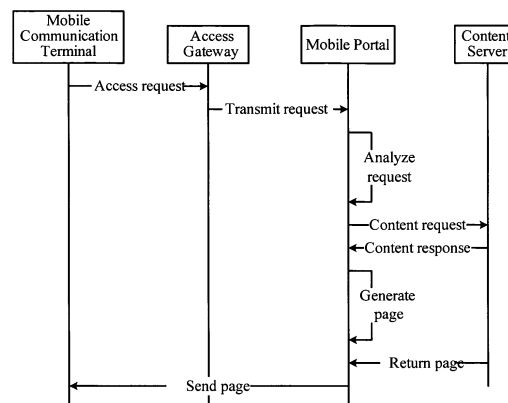 Mobile
Communication
Terminal
Access
Gateway
Mobile Portal
Content
Server
Access request
Transmit request
Analyze
request
Content request
Content response
Generate
page
Return page
Send page